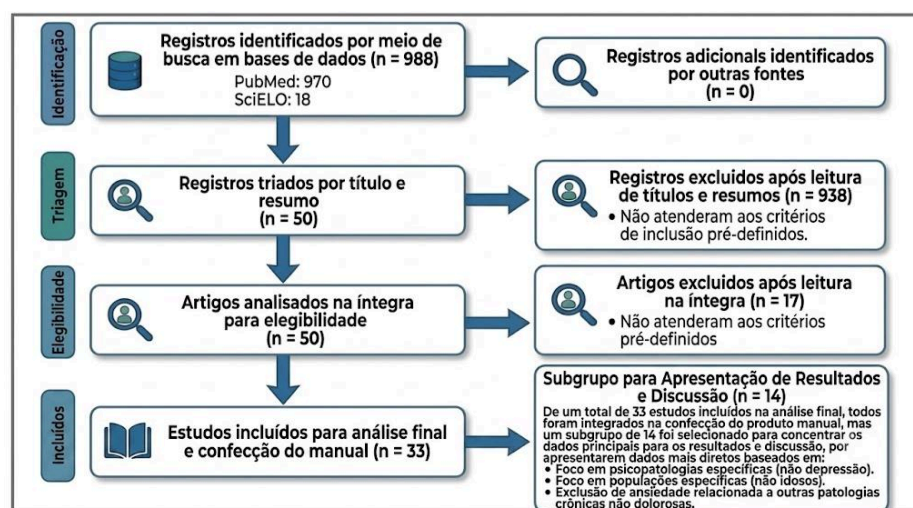 Identificação
Registros identificados por meio de
busca em bases de dados (n = 988)
PubMed: 970
SciELO: 18
Registros adicionais identificados
por outras fontes
(n = 0)
Triagem
Registros triados por título e
resumo
(n = 50)
Registros excluidos após leitura
de títulos e resumos (n = 938)
• Não atenderam aos critérios
de inclusão pré-definidos.
Elegibilidade
Artigos analisados na íntegra
para elegibilidade
(n = 50)
Artigos excluidos após leitura
na íntegra (n = 17)
• Não atenderam aos critérios
pré-definidos
Incluídos
Estudos incluídos para análise final
e confecção do manual (n = 33)
Subgrupo para Apresentação de Resultados
e Discussão (n = 14)
De um total de 33 estudos incluídos na análise final, todos
foram integrados na confecção do produto manual, mas
um subgrupo de 14 foi selecionado para concentrar os
dados principais para os resultados e discussão, por
apresentarem dados mais diretos baseados em:
• Foco em psicopatologias específicas (não depressão).
• Foco em populações específicas (não idosos).
• Exclusão de ansiedade relacionada a outras patologias
crônicas não dolorosas.